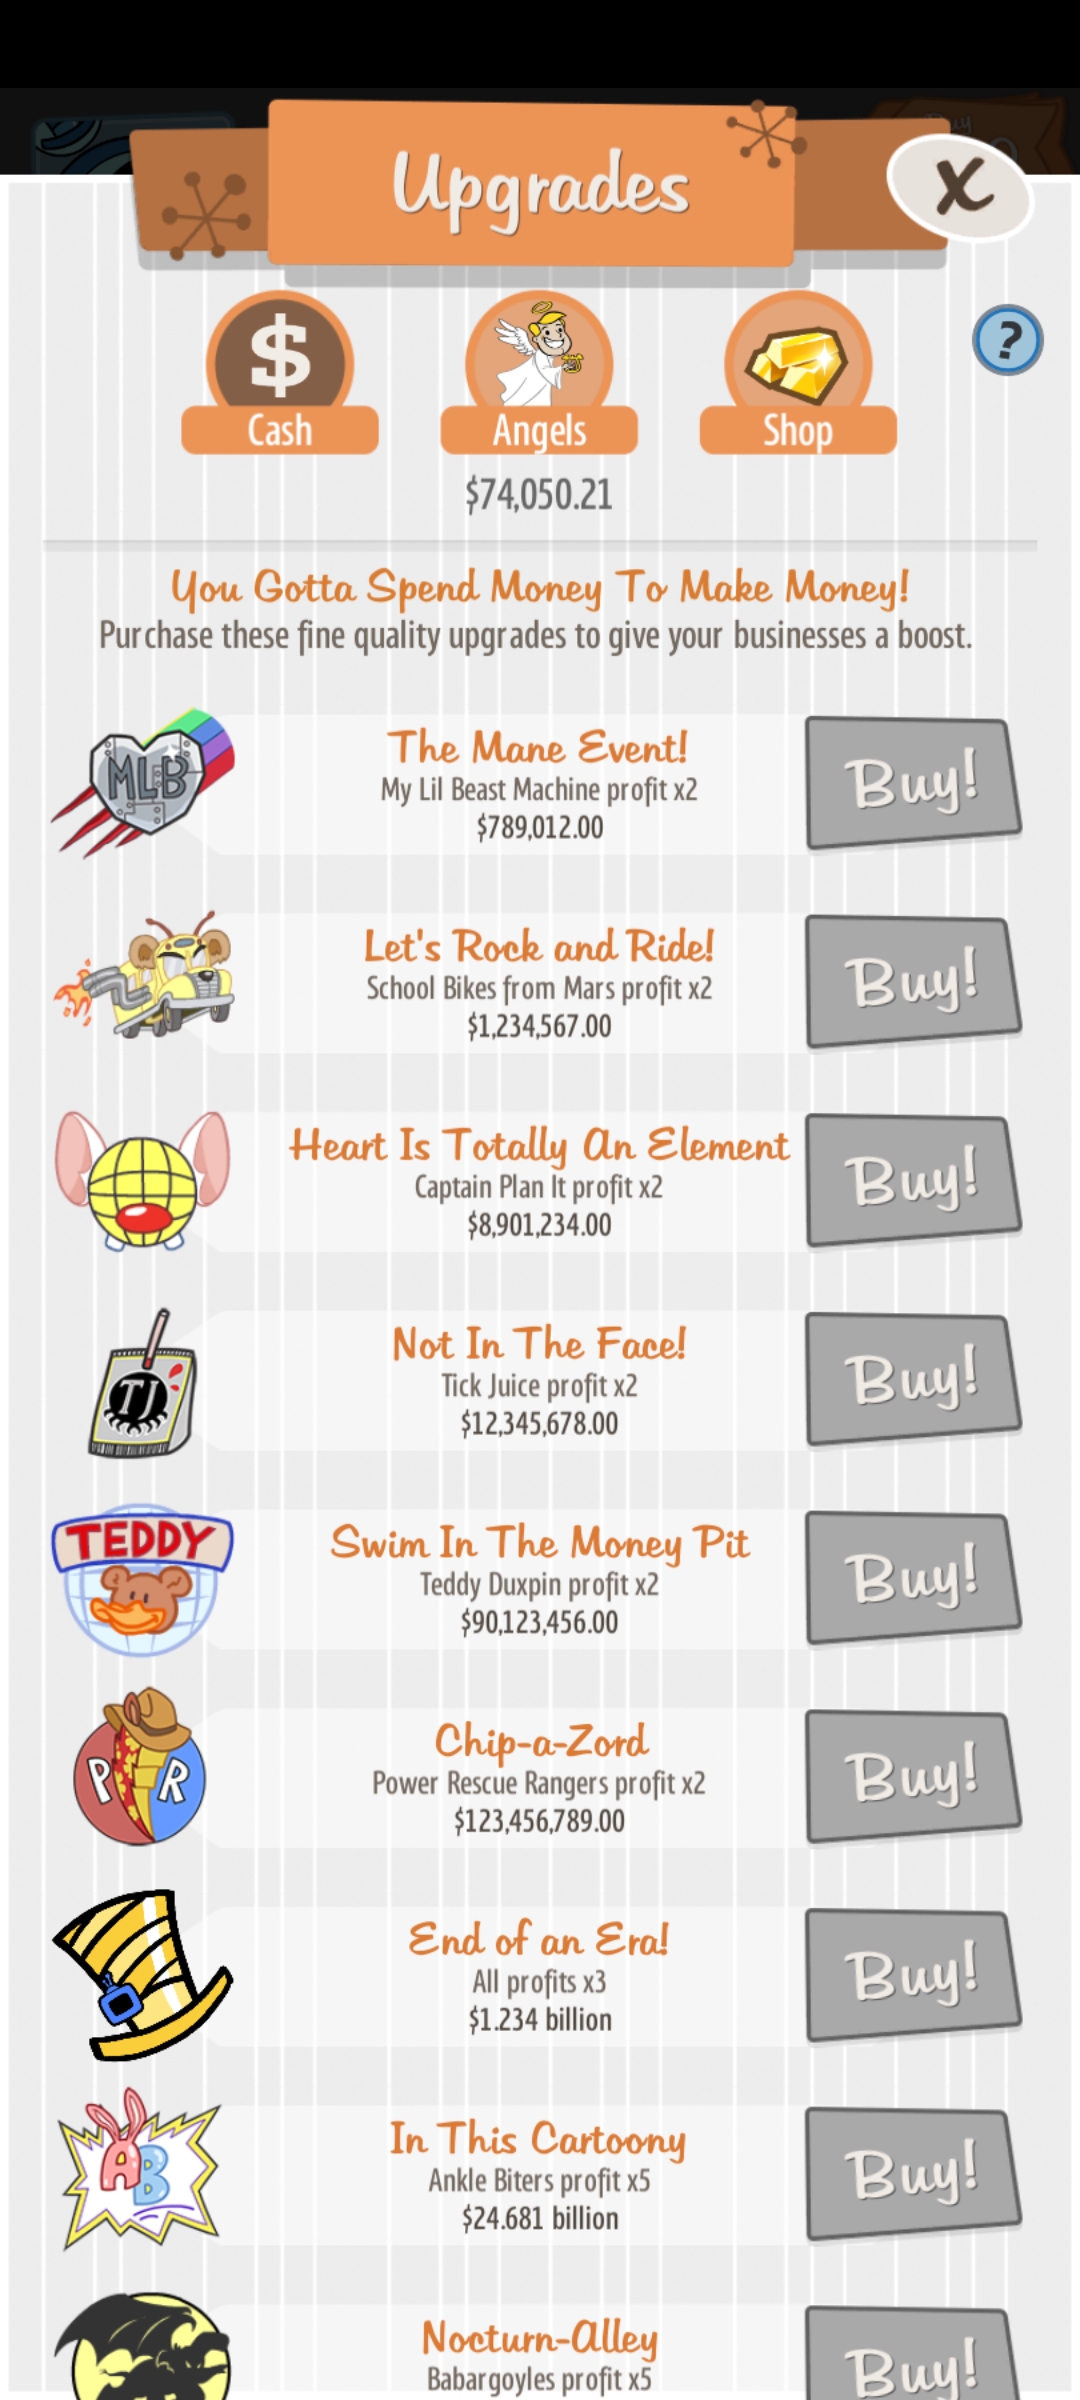 Buy
Upgrades
X
$
?
Cash
Angels
Shop
$74,050.21
You Gotta Spend Money To Make Money!
Purchase these fine quality upgrades to give your businesses a boost.
MLB
The Mane Event!
My Lil Beast Machine profit x2
$789,012.00
Buy!
Let's Rock and Ride!
School Bikes from Mars profit x2
$1,234,567.00
Buy!
Heart Is Totally An Element
Captain Plan It profit x2
$8,901,234.00
Buy!
TJ
Not In The Face!
Tick Juice profit x2
$12,345,678.00
Buy!
TEDDY
Swim In The Money Pit
Teddy Duxpin profit x2
$90,123,456.00
Buy!
P R
Chip-a-Zord
Power Rescue Rangers profit x2
$123,456,789.00
Buy!
End of an Era!
All profits x3
$1.234 billion
Buy!
AB
In This Cartoony
Ankle Biters profit x5
$24.681 billion
Buy!
Nocturn-Alley
Babargoyles profit x5
Buy!